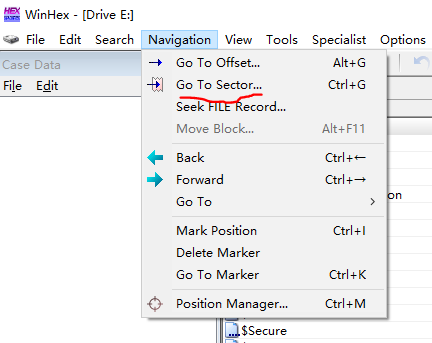 HEX
WinHex - [Drive E:]
File Edit Search Navigation View Tools Specialist Options
Case Data
File Edit
Go To Offset... Alt+G
Go To Sector... Ctrl+G
Seek FILE Record...
Move Block... Alt+F11
Back Ctrl+←
Forward Ctrl+→
Go To
on
Mark Position Ctrl+I
Delete Marker
Go To Marker Ctrl+K
Position Manager... Ctrl+M
$Secure